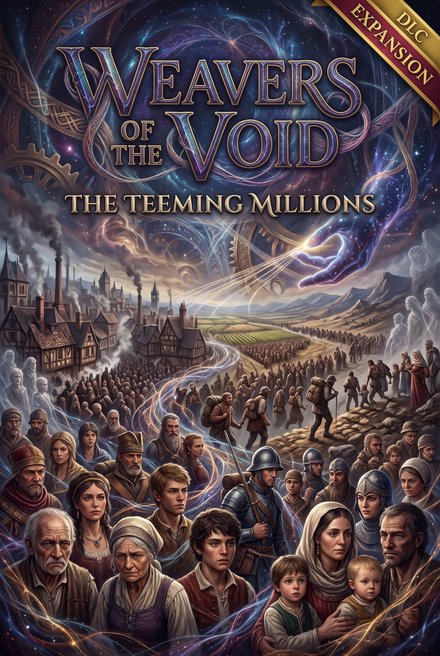 DLC
EXPANSION
WEAVERS
OF
THE VOID
THE TEEMING MILLIONS